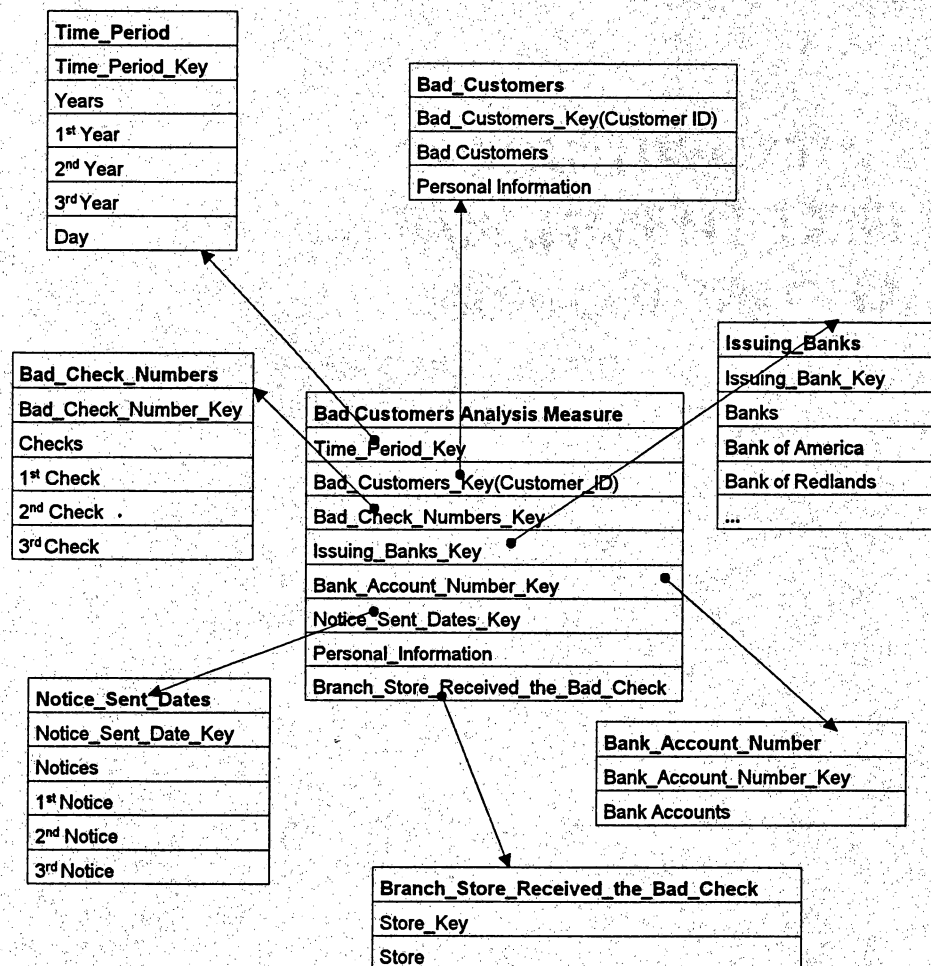 Time_Period
Time_Period_Key
Years
1st Year
2nd Year
3rd Year
Day
Bad_Customers
Bad_Customers_Key(Customer ID)
Bad Customers
Personal Information
Issuing_Banks
Issuing_Bank_Key
Banks
Bank of America
Bank of Redlands
...
Bad_Check_Numbers
Bad_Check_Number_Key
Checks
1st Check
2nd Check
3rd Check
Bad Customers Analysis Measure
Time_Period_Key
Bad_Customers_Key(Customer_ID)
Bad_Check_Numbers_Key
Issuing_Banks_Key
Bank_Account_Number_Key
Notice_Sent_Dates_Key
Personal_Information
Branch_Store_Received_the_Bad_Check
Notice_Sent_Dates
Notice_Sent_Date_Key
Notices
1st Notice
2nd Notice
3rd Notice
Bank_Account_Number
Bank_Account_Number_Key
Bank Accounts
Branch_Store_Received_the_Bad_Check
Store_Key
Store